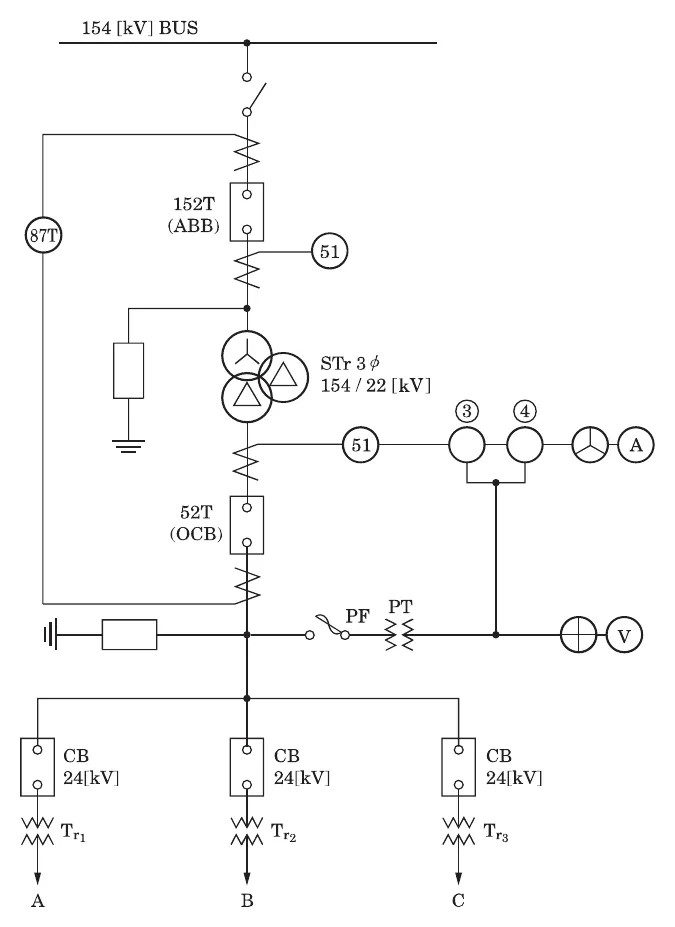 154 [kV] BUS
152T
(ABB)
87T
51
STr 3ϕ
154 / 22 [kV]
③
④
51
A
52T
(OCB)
PF
PT
V
CB
24[kV]
CB
24[kV]
CB
24[kV]
Tr1
Tr2
Tr3
A
B
C